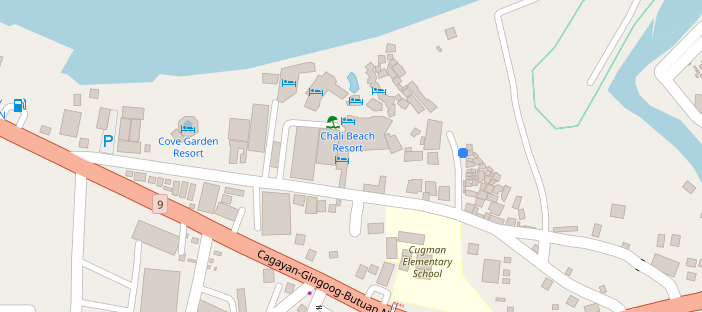 P
Cove Garden
Resort
Chali Beach
Resort
9
Cagayan-Gingoog-Butuan
Cugman
Elementary
School